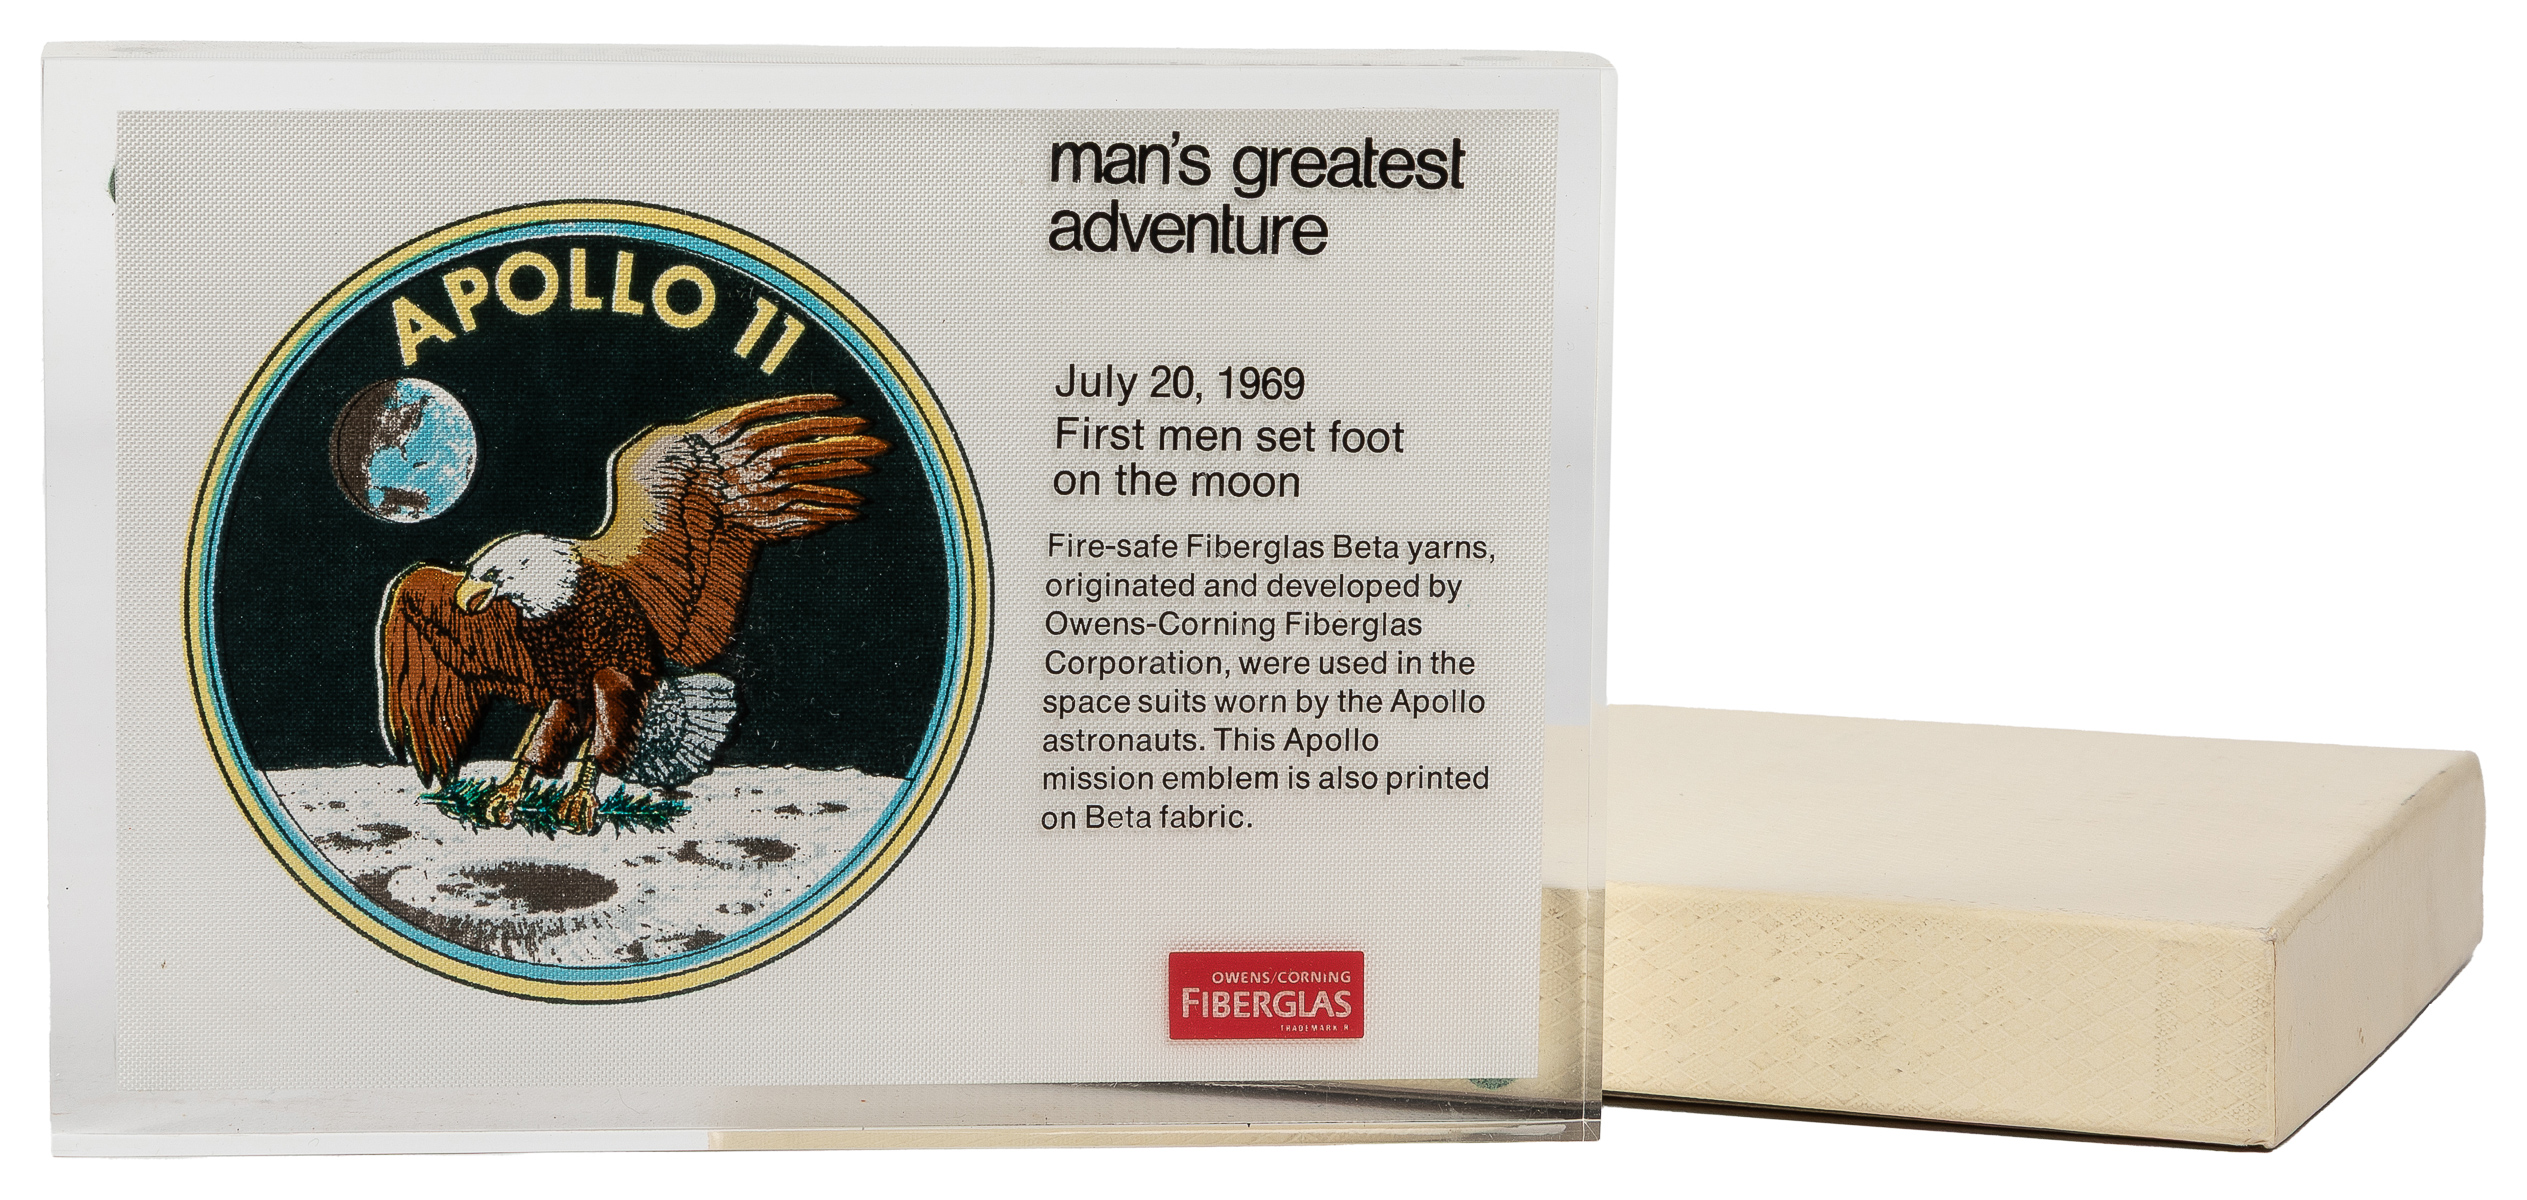 APOLLO 11
man's greatest
adventure
July 20, 1969
First men set foot
on the moon
Fire-safe Fiberglas Beta yarns,
originated and developed by
Owens-Corning Fiberglas
Corporation, were used in the
space suits worn by the Apollo
astronauts. This Apollo
mission emblem is also printed
on Beta fabric.
OWENS/CORNING
FIBERGLAS
TRADEMARK R